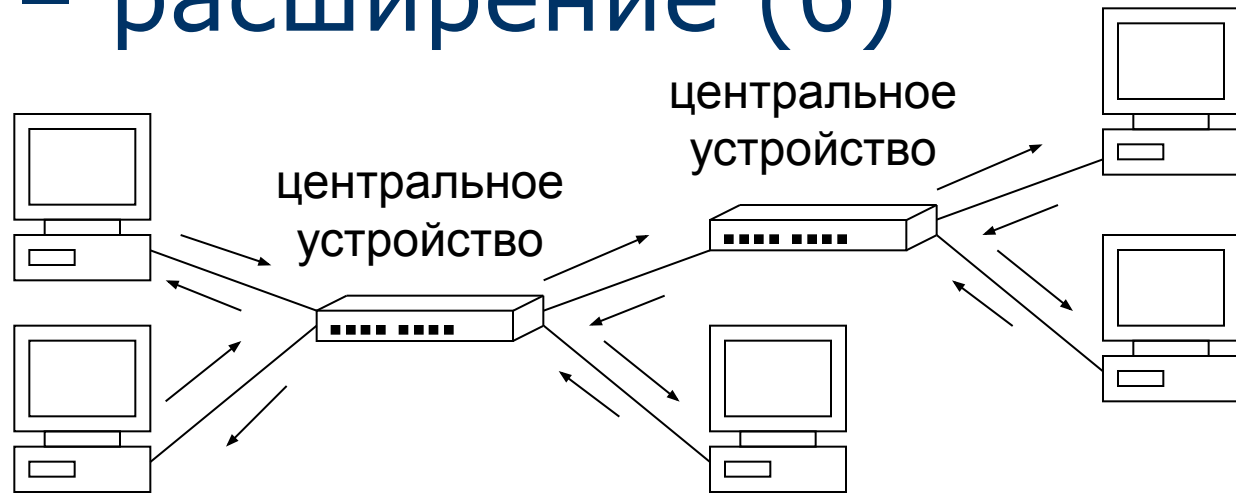 – расширение (6)
центральное
устройство
центральное
устройство